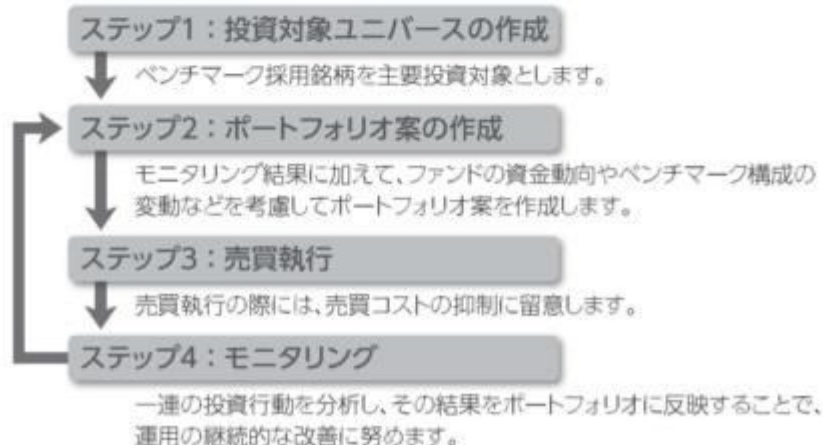 ステップ1：投資対象ユニバースの作成
ベンチマーク採用銘柄を主要投資対象とします。
ステップ2：ポートフォリオ案の作成
モニタリング結果に加えて、ファンドの資金動向やベンチマーク構成の
変動などを考慮してポートフォリオ案を作成します。
ステップ3：売買執行
売買執行の際には、売買コストの抑制に留意します。
ステップ4：モニタリング
一連の投資行動を分析し、その結果をポートフォリオに反映することで、
運用の継続的な改善に努めます。